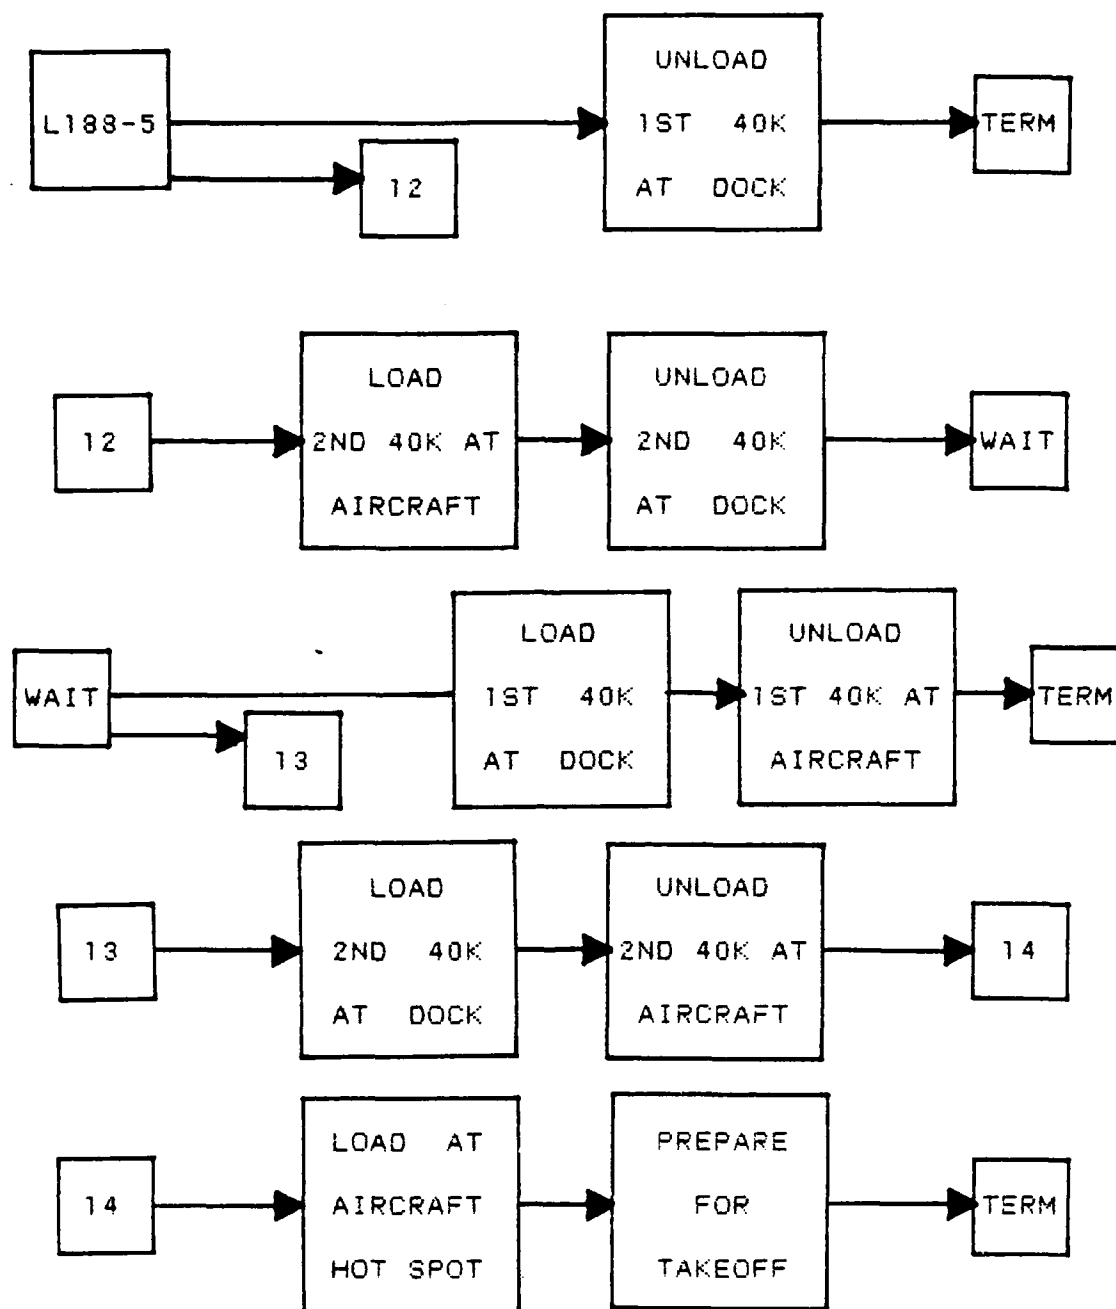 L188-5
12
UNLOAD
1ST 40K
AT DOCK
TERM
12
LOAD
2ND 40K AT
AIRCRAFT
UNLOAD
2ND 40K
AT DOCK
WAIT
WAIT
13
LOAD
1ST 40K
AT DOCK
UNLOAD
1ST 40K AT
AIRCRAFT
TERM
13
LOAD
2ND 40K
AT DOCK
UNLOAD
2ND 40K AT
AIRCRAFT
14
14
LOAD AT
AIRCRAFT
HOT SPOT
PREPARE
FOR
TAKEOFF
TERM